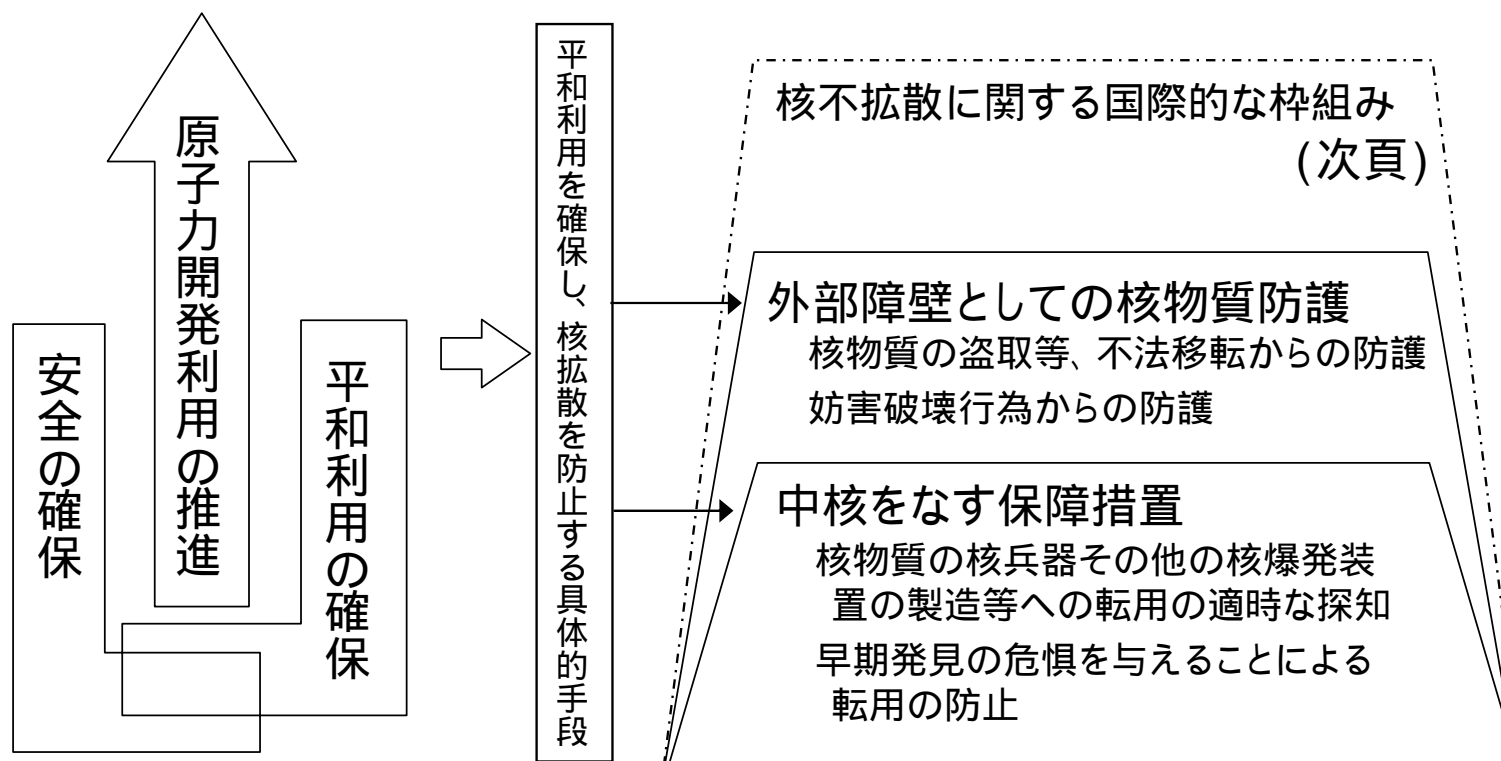 原子力開発利用の推進
安全の確保
平和利用の確保
平和利用を確保し、核拡散を防止する具体的手段
核不拡散に関する国際的な枠組み
(次頁)
外部障壁としての核物質防護
核物質の盗取等、不法移転からの防護
妨害破壊行為からの防護
中核をなす保障措置
核物質の核兵器その他の核爆発装
置の製造等への転用の適時な探知
早期発見の危惧を与えることによる
転用の防止